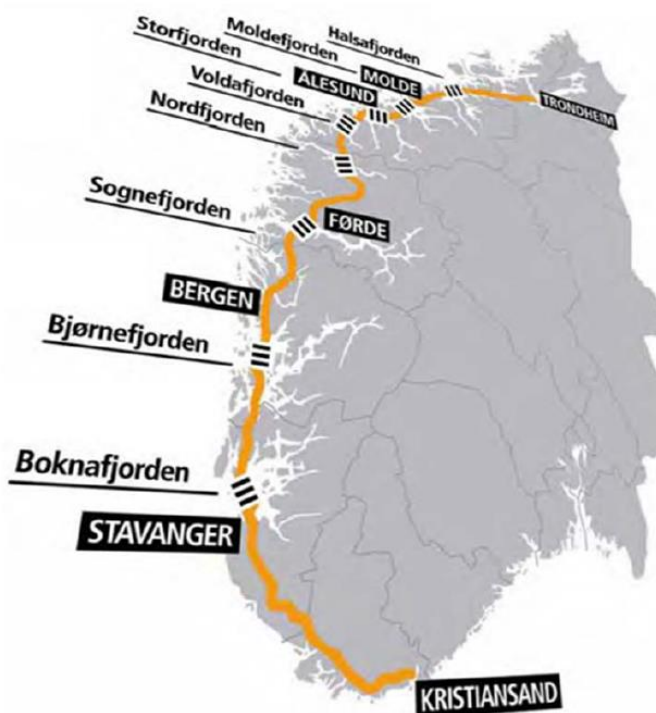 Halsafjorden
Moldefjorden
Storfjorden
MOLDE
ÅLESUND
Voldafjorden
TRONDHEIM
Nordfjorden
Sognefjorden
FØRDE
BERGEN
Bjørnefjorden
Boknafjorden
STAVANGER
KRISTIANSAND